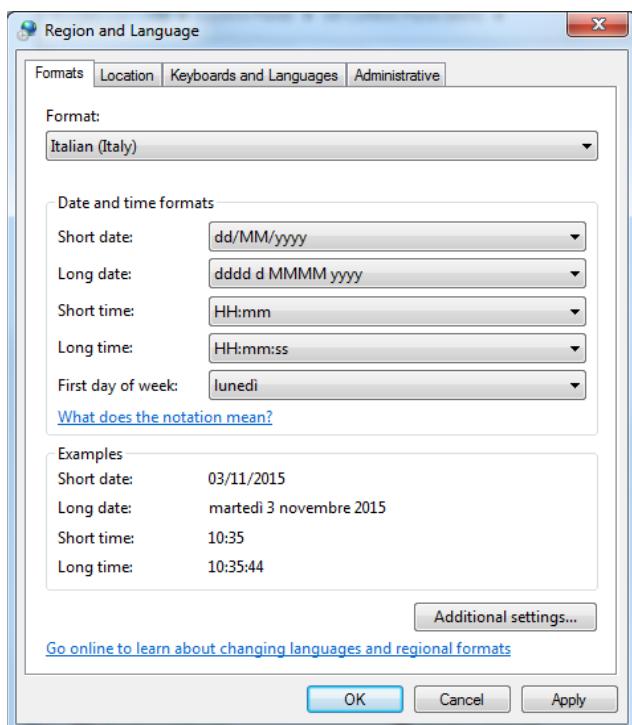 Region and Language
Formats Location Keyboards and Languages Administrative
Format:
Italian (Italy)
Date and time formats
Short date: dd/MM/yyyy
Long date: dddd d MMMM yyyy
Short time: HH:mm
Long time: HH:mm:ss
First day of week: lunedì
What does the notation mean?
Examples
Short date: 03/11/2015
Long date: martedì 3 novembre 2015
Short time: 10:35
Long time: 10:35:44
Additional settings...
Go online to learn about changing languages and regional formats
OK Cancel Apply